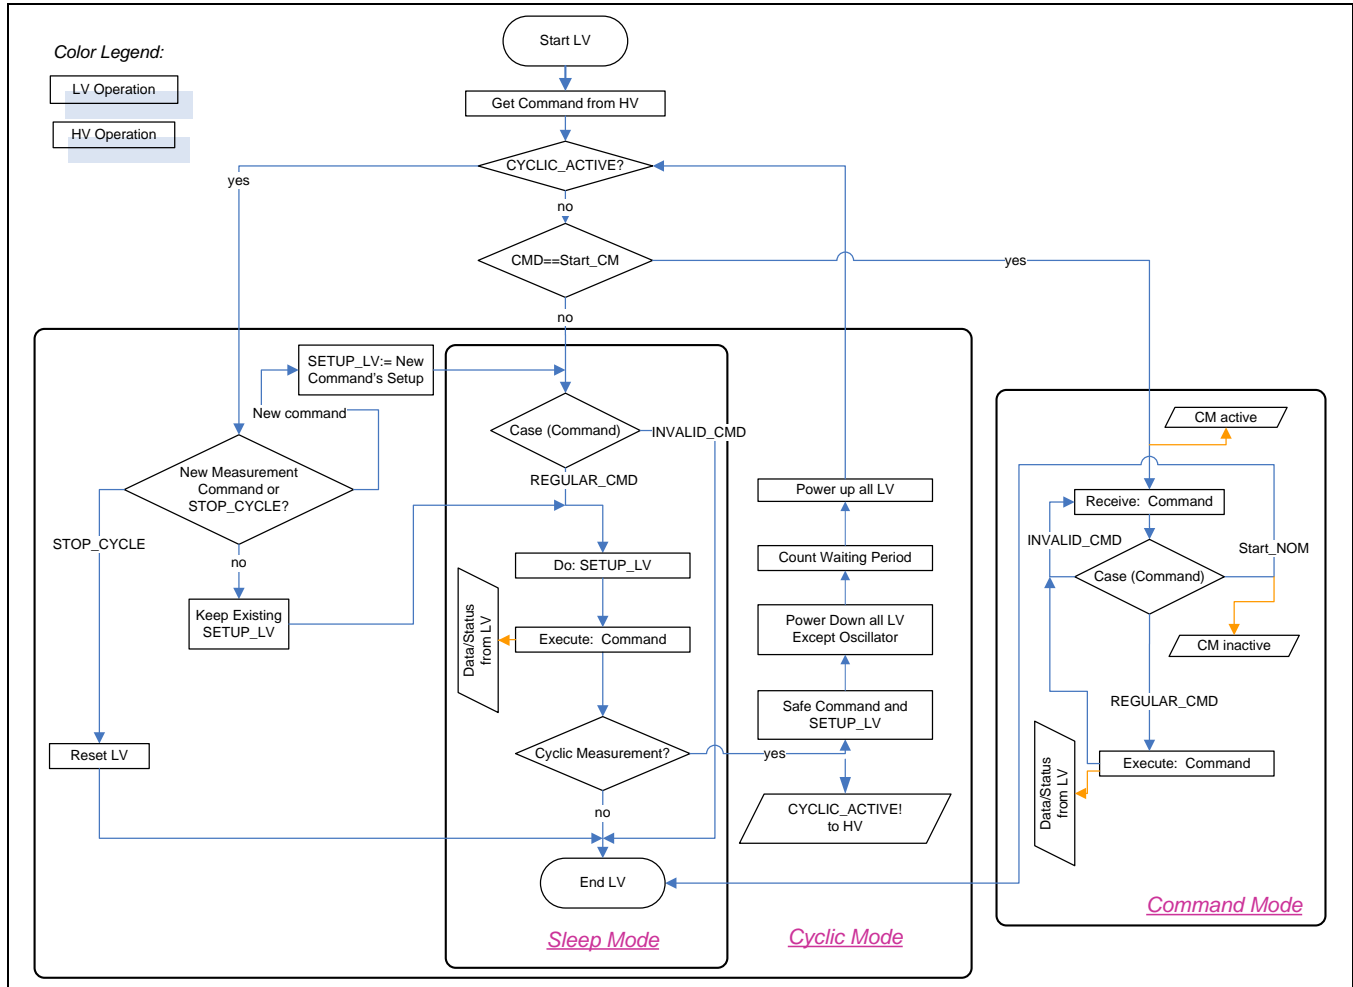 Color Legend:
LV Operation
HV Operation
Start LV
Get Command from HV
CYCLIC_ACTIVE?
yes
no
CMD==Start_CM
yes
no
SETUP_LV:= New
Command's Setup
New command
New Measurement
Command or
STOP_CYCLE?
STOP_CYCLE
no
Keep Existing
SETUP_LV
Reset LV
Case (Command)
INVALID_CMD
REGULAR_CMD
Do: SETUP_LV
Execute: Command
Data/Status
from LV
Cyclic Measurement?
yes
no
End LV
Sleep Mode
Power up all LV
Count Waiting Period
Power Down all LV
Except Oscillator
Safe Command and
SETUP_LV
CYCLIC_ACTIVE!
to HV
Cyclic Mode
CM active
Receive: Command
INVALID_CMD
Start_NOM
Case (Command)
CM inactive
REGULAR_CMD
Execute: Command
Data/Status
from LV
Command Mode